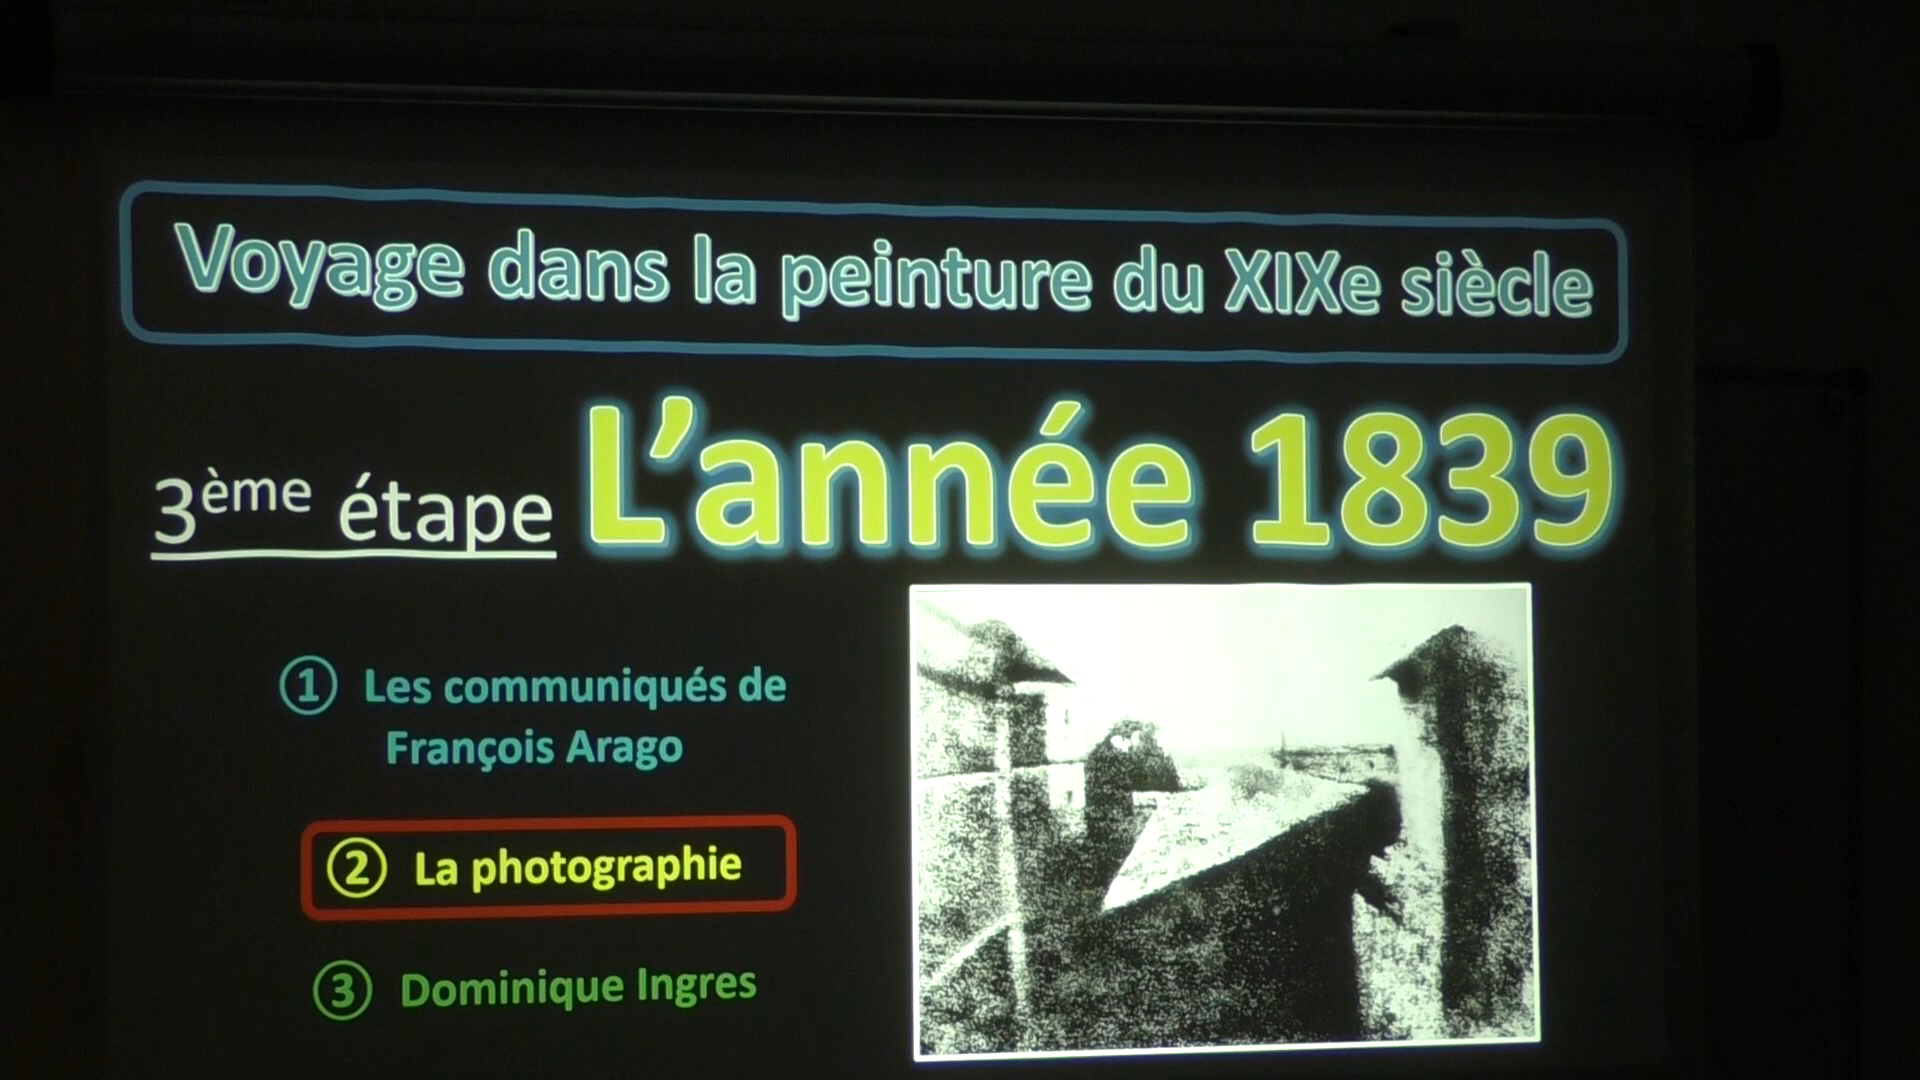 Voyage dans la peinture du XIXe siècle
3ème étape L'année 1839
① Les communiqués de
François Arago
② La photographie
③ Dominique Ingres